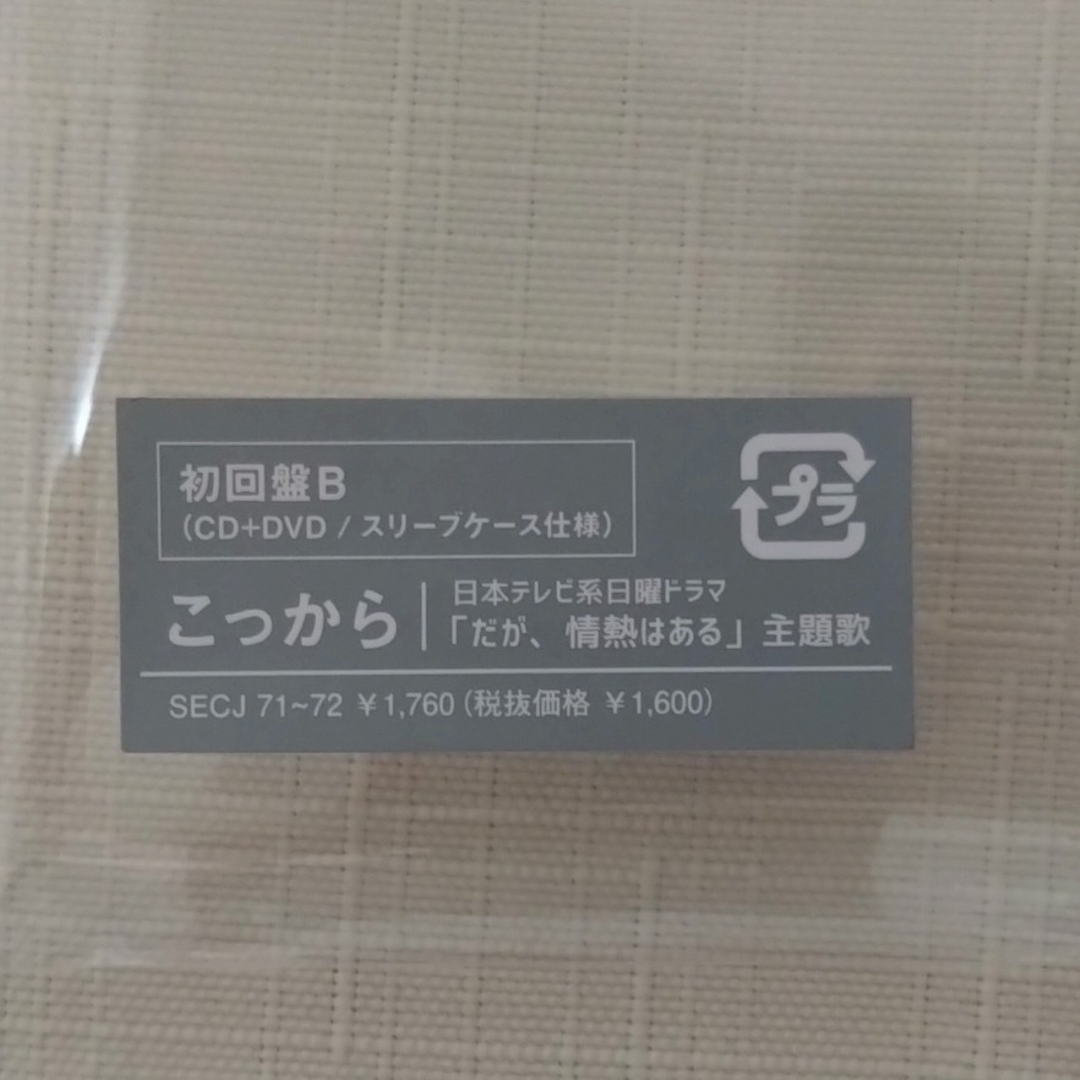 初回盤B
(CD+DVD / スリーブケース仕様)
プラ
こっから
日本テレビ系日曜ドラマ
「だが、情熱はある」主題歌
SECJ 71~72 ¥1,760 (税抜価格 ¥1,600)